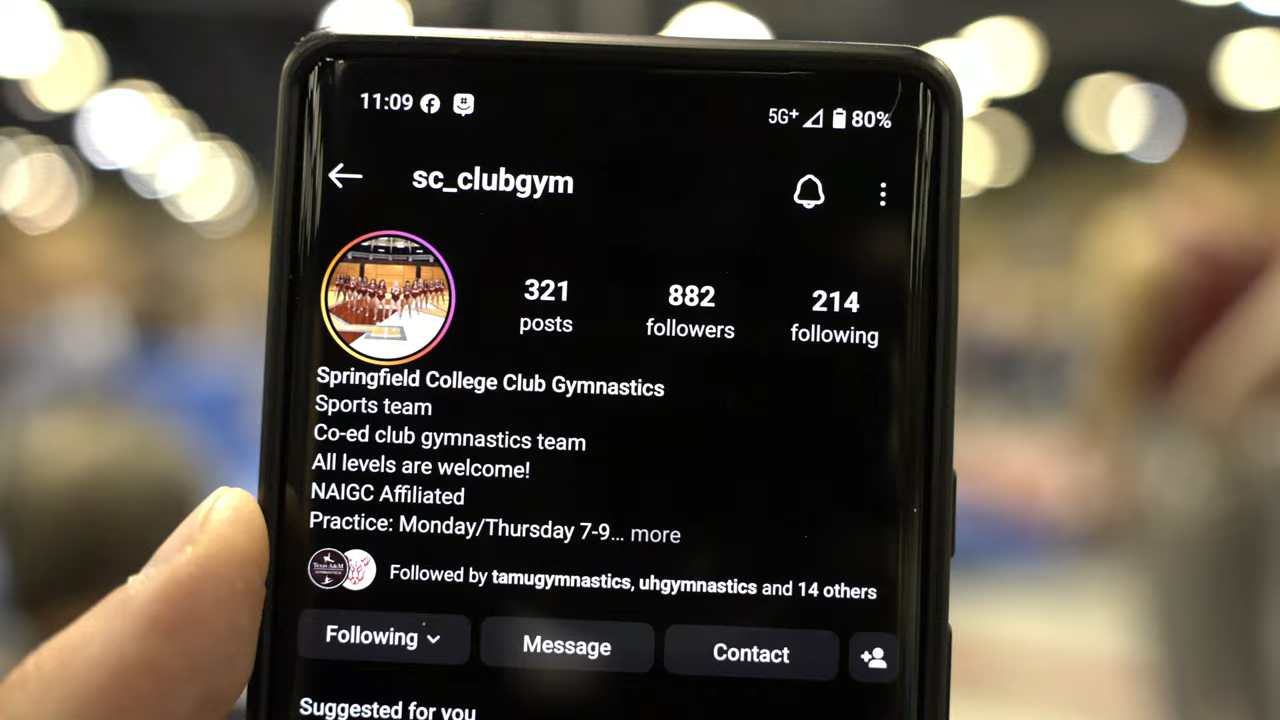 11:09
5G+ 80%
sc_clubgym
321 882 214
posts followers following
Springfield College Club Gymnastics
Sports team
Co-ed club gymnastics team
All levels are welcome!
NAIGC Affiliated
Practice: Monday/Thursday 7-9... more
Texas A&M
Followed by tamugymnastics, uhgymnastics and 14 others
Following Message Contact
Suggested for you